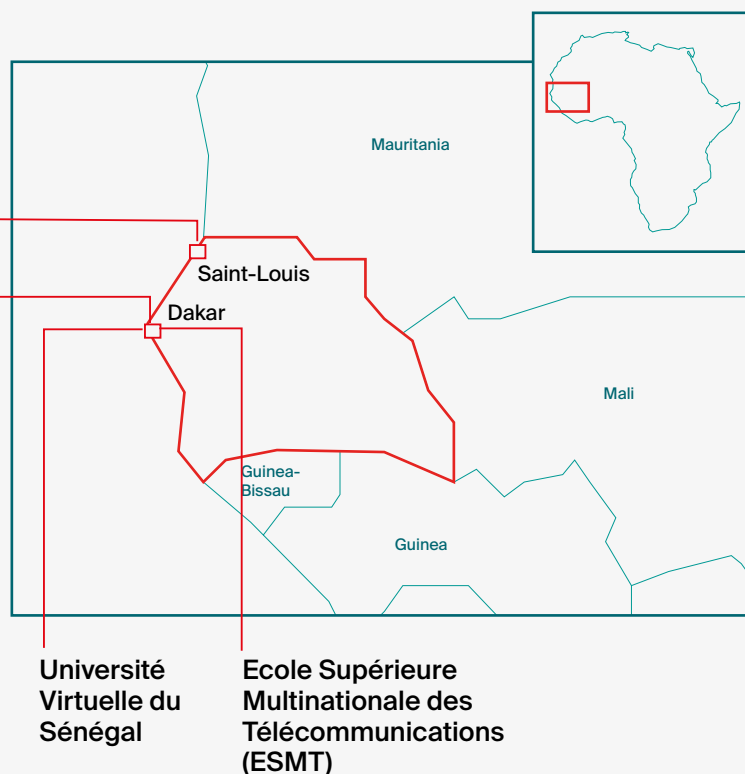 Mauritania
Saint-Louis
Dakar
Mali
Guinea-
Bissau
Guinea
Université
Virtuelle du
Sénégal
Ecole Supérieure
Multinationale des
Télécommunications
(ESMT)